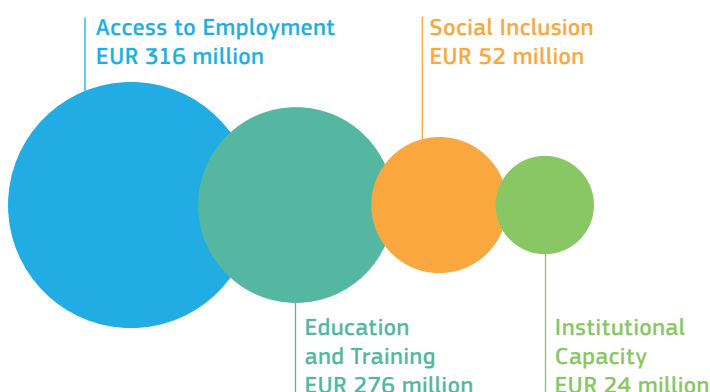 Access to Employment
EUR 316 million
Social Inclusion
EUR 52 million
Education
and Training
EUR 276 million
Institutional
Capacity
EUR 24 million